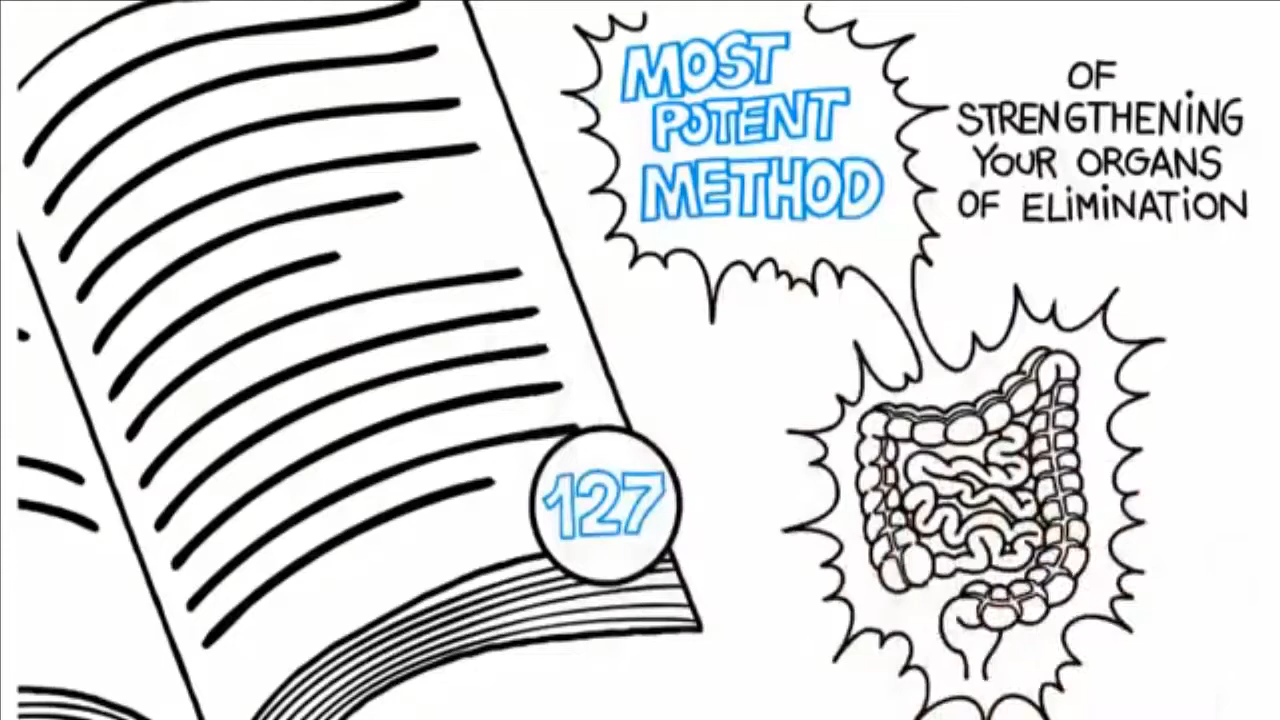 MOST
POTENT
METHOD
OF
STRENGTHENING
YOUR ORGANS
OF ELIMINATION
127